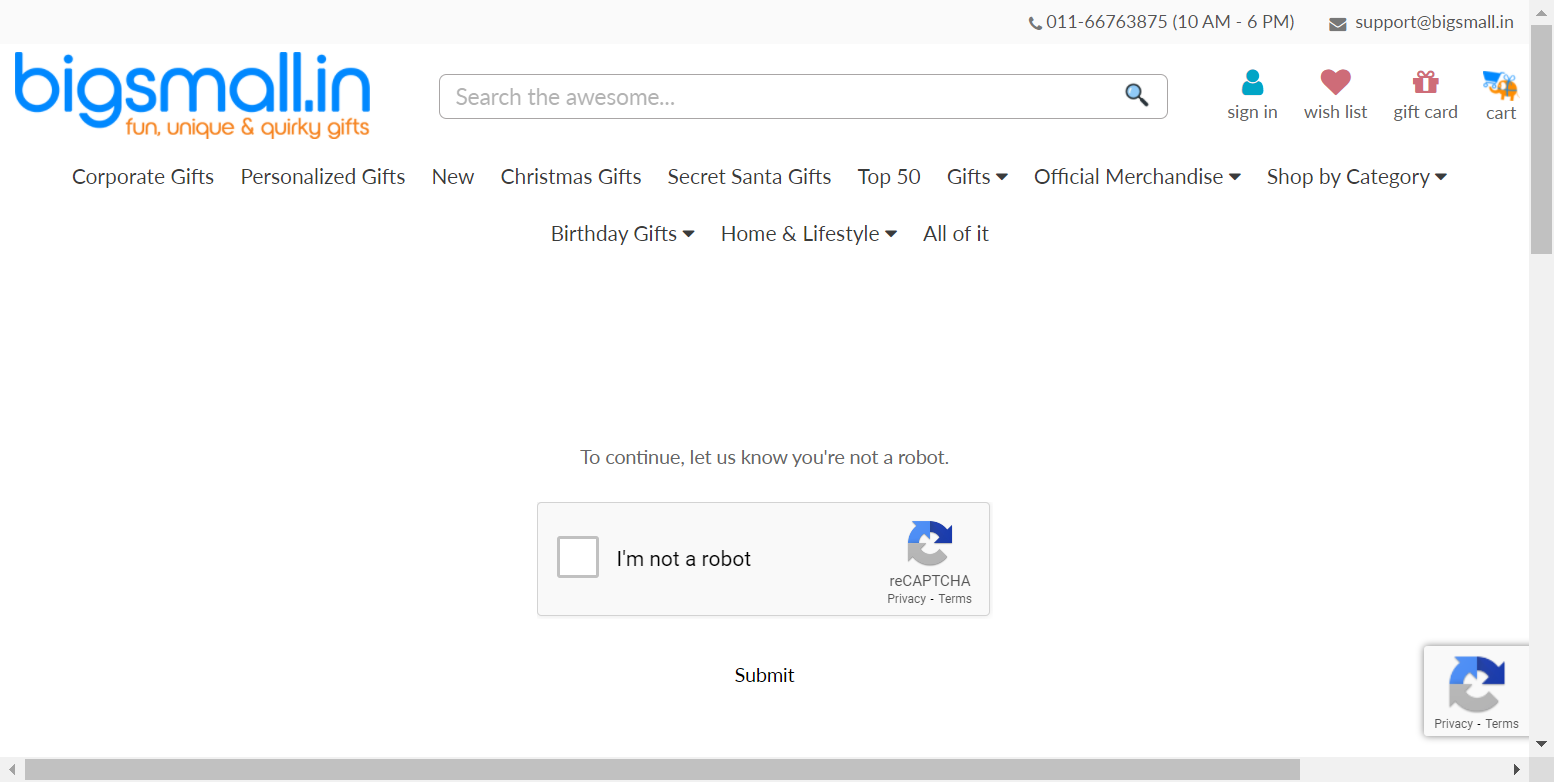 011-66763875 (10 AM - 6 PM) support@bigsmall.in
bigsmall.in
fun, unique & quirky gifts
Search the awesome...
sign in wish list gift card cart
Corporate Gifts Personalized Gifts New Christmas Gifts Secret Santa Gifts Top 50 Gifts Official Merchandise Shop by Category
Birthday Gifts Home & Lifestyle All of it
To continue, let us know you're not a robot.
I'm not a robot
reCAPTCHA
Privacy - Terms
Submit
Privacy - Terms